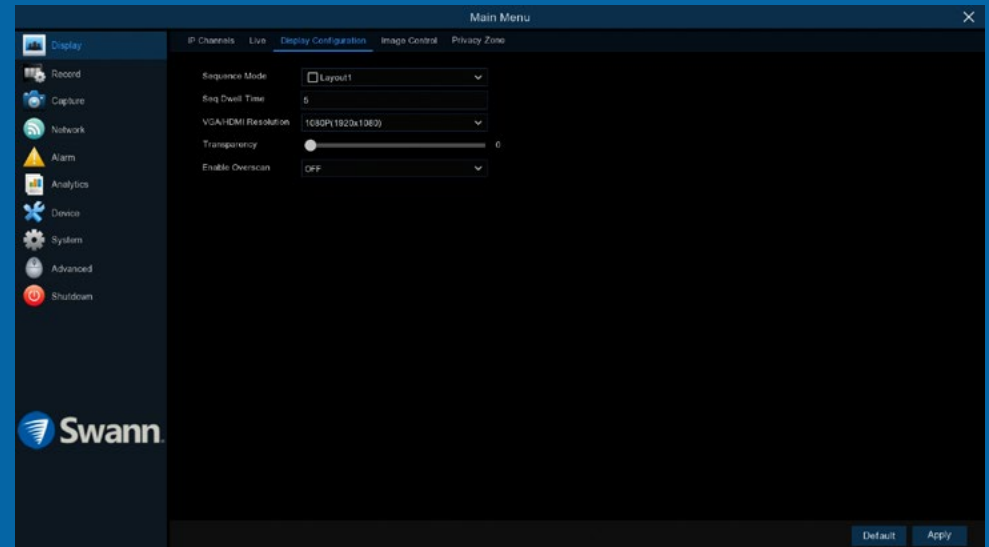 Main Menu
Display
Record
Capture
Network
Alarm
Analytics
Device
System
Advanced
Shutdown
Swann
IP Channels Live Display Configuration Image Control Privacy Zone
Sequence Mode Layout1
Seq Dwell Time 5
VGA/HDMI Resolution 1080P(1920x1080)
Transparency 0
Enable Overscan OFF
Default Apply